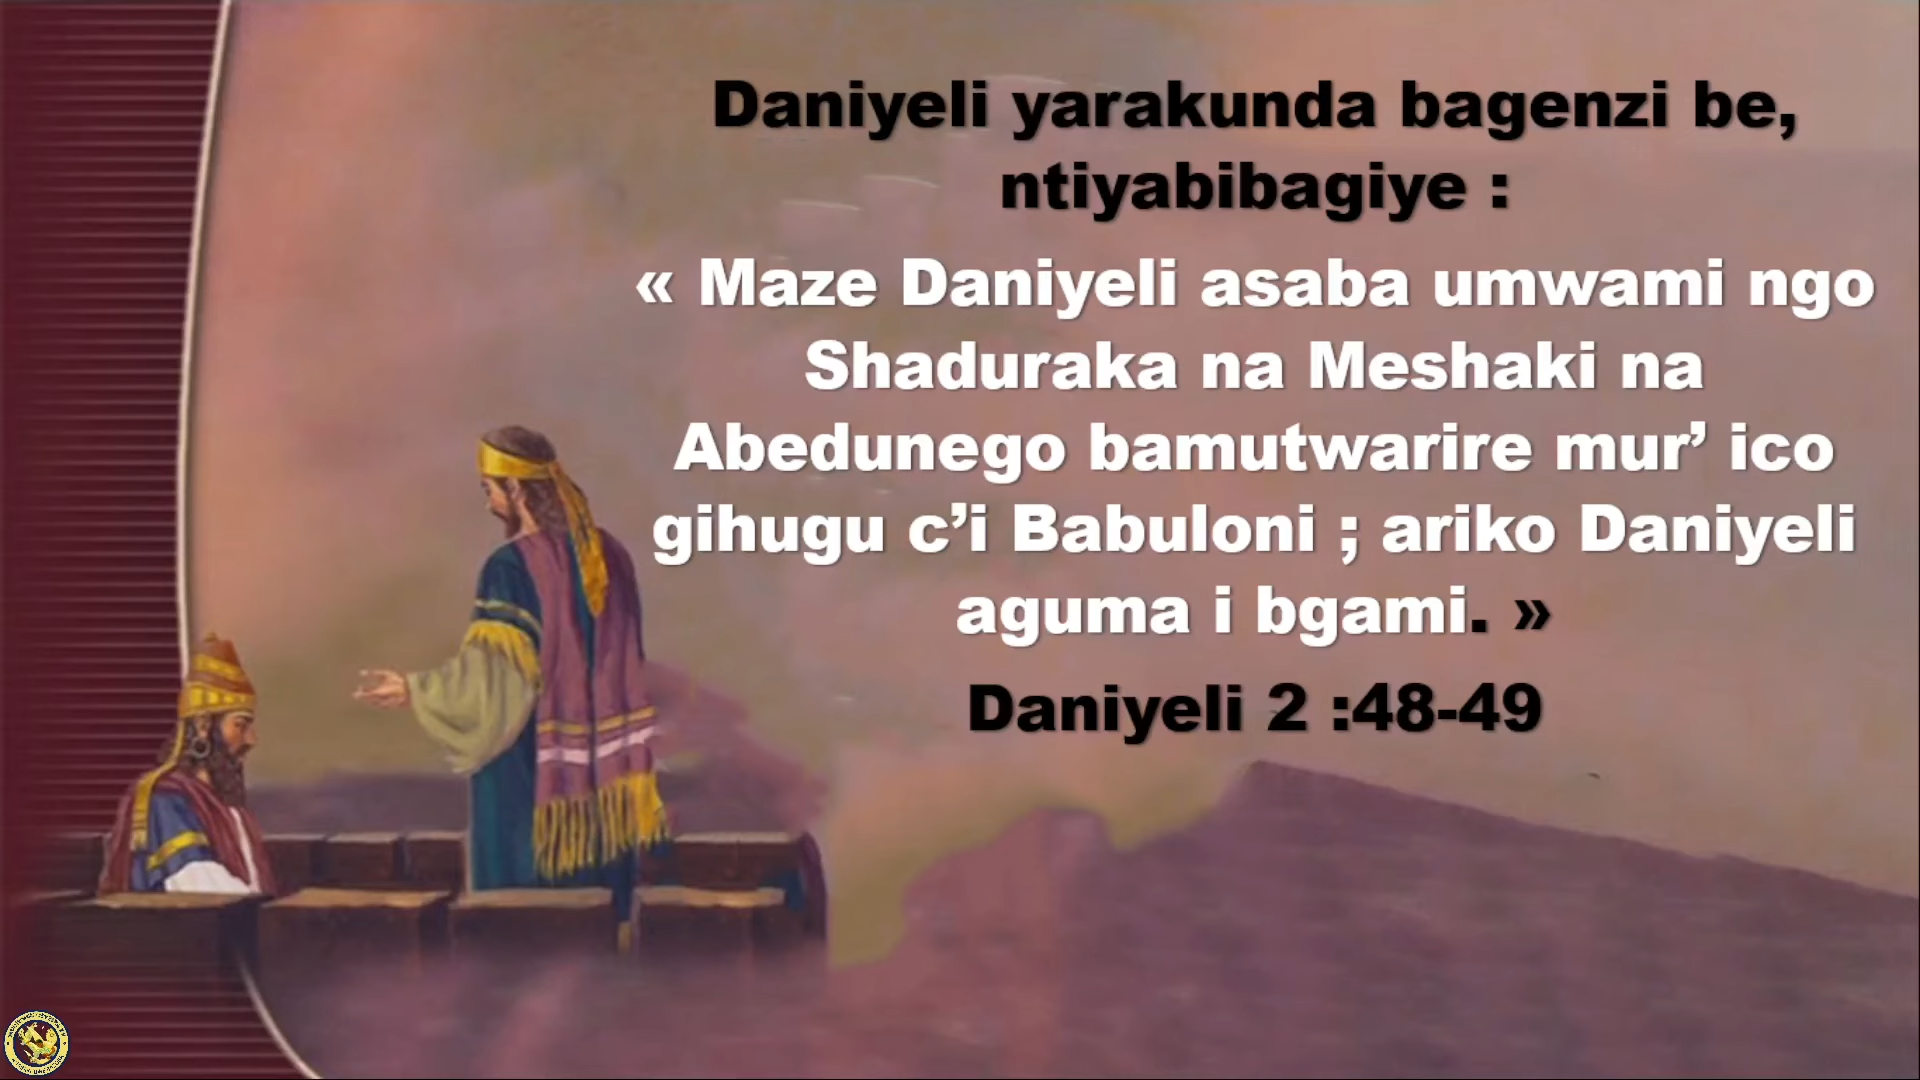 Daniyeli yarakunda bagenzi be,
ntiyabibagiye :
« Maze Daniyeli asaba umwami ngo
Shaduraka na Meshaki na
Abedunego bamutwarire mur’ ico
gihugu c’i Babuloni ; ariko Daniyeli
aguma i bgami. »
Daniyeli 2 :48-49